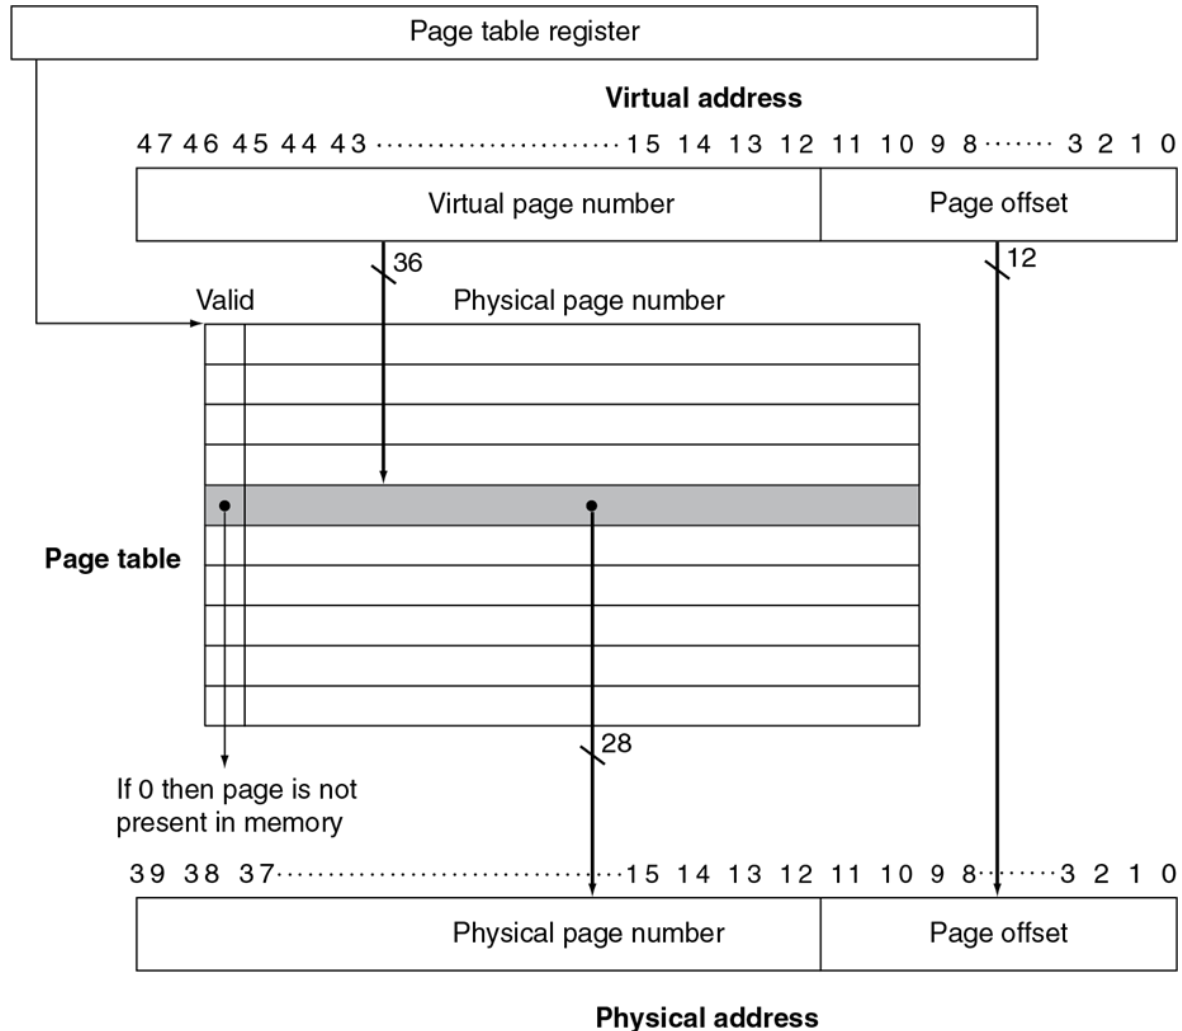 Page table register
Virtual address
47 46 45 44 43 ........................ 15 14 13 12 11 10 9 8 ....... 3 2 1 0
Virtual page number Page offset
36 12
Valid Physical page number
Page table
28
If 0 then page is not
present in memory
39 38 37 .................................. 15 14 13 12 11 10 9 8 ........ 3 2 1 0
Physical page number Page offset
Physical address